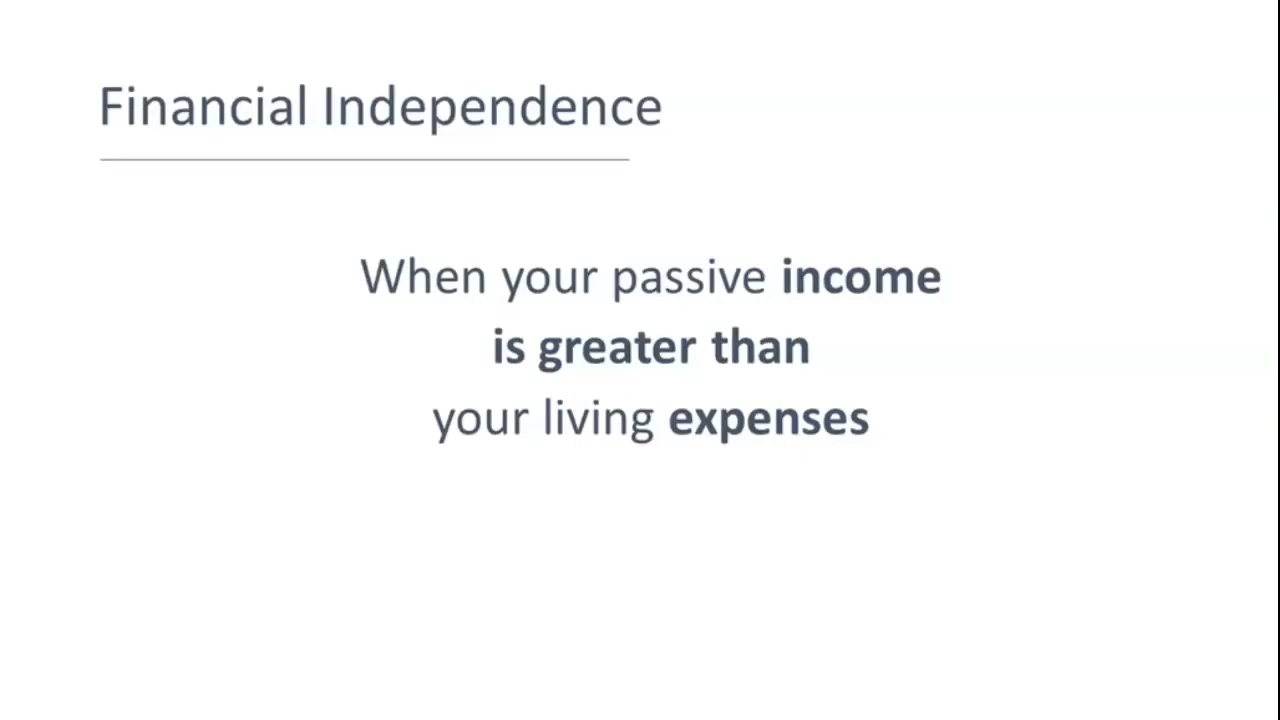 Financial Independence
When your passive income
is greater than
your living expenses